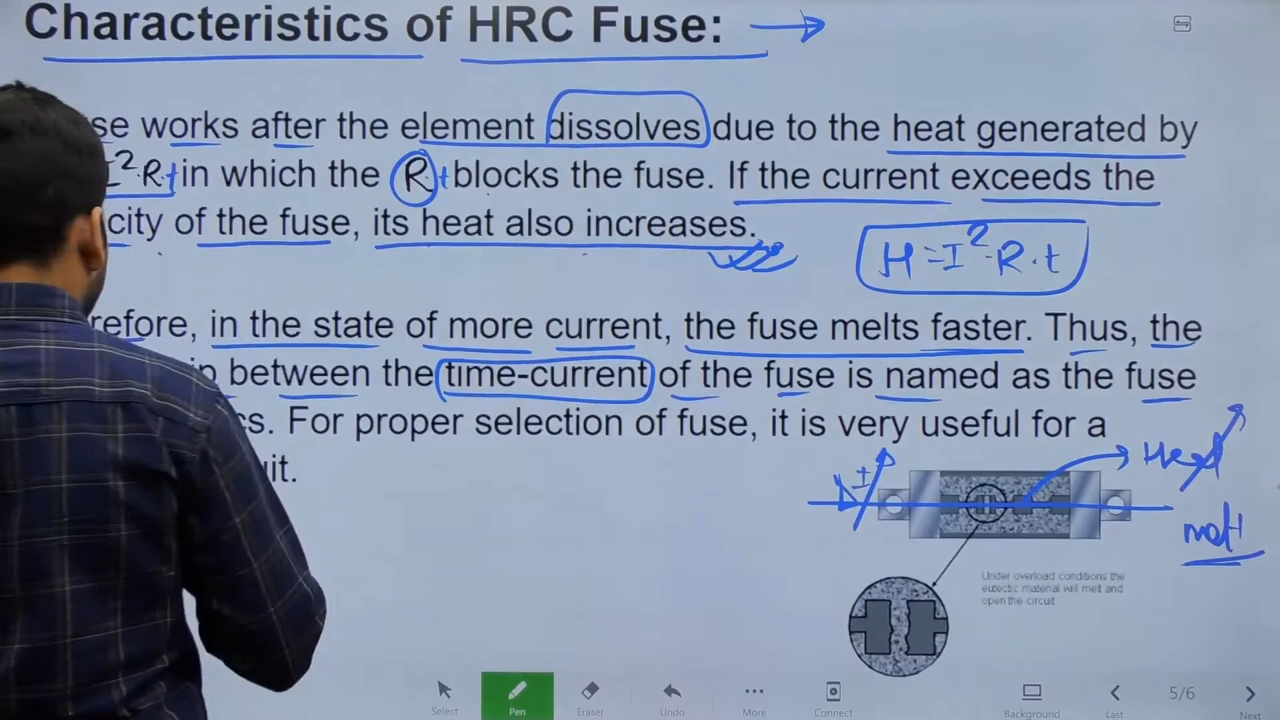 Characteristics of HRC Fuse:
se works after the element dissolves due to the heat generated by
I²·Rt in which the Rt blocks the fuse. If the current exceeds the
city of the fuse, its heat also increases.
H=I²·R·t
refore, in the state of more current, the fuse melts faster. Thus, the
p between the time-current of the fuse is named as the fuse
cs. For proper selection of fuse, it is very useful for a
it.
I
Heat
melt
Under overload conditions the
eutectic material will melt and
open the circuit
Select Pen Eraser Undo More Connect Background Last 5/6 Next